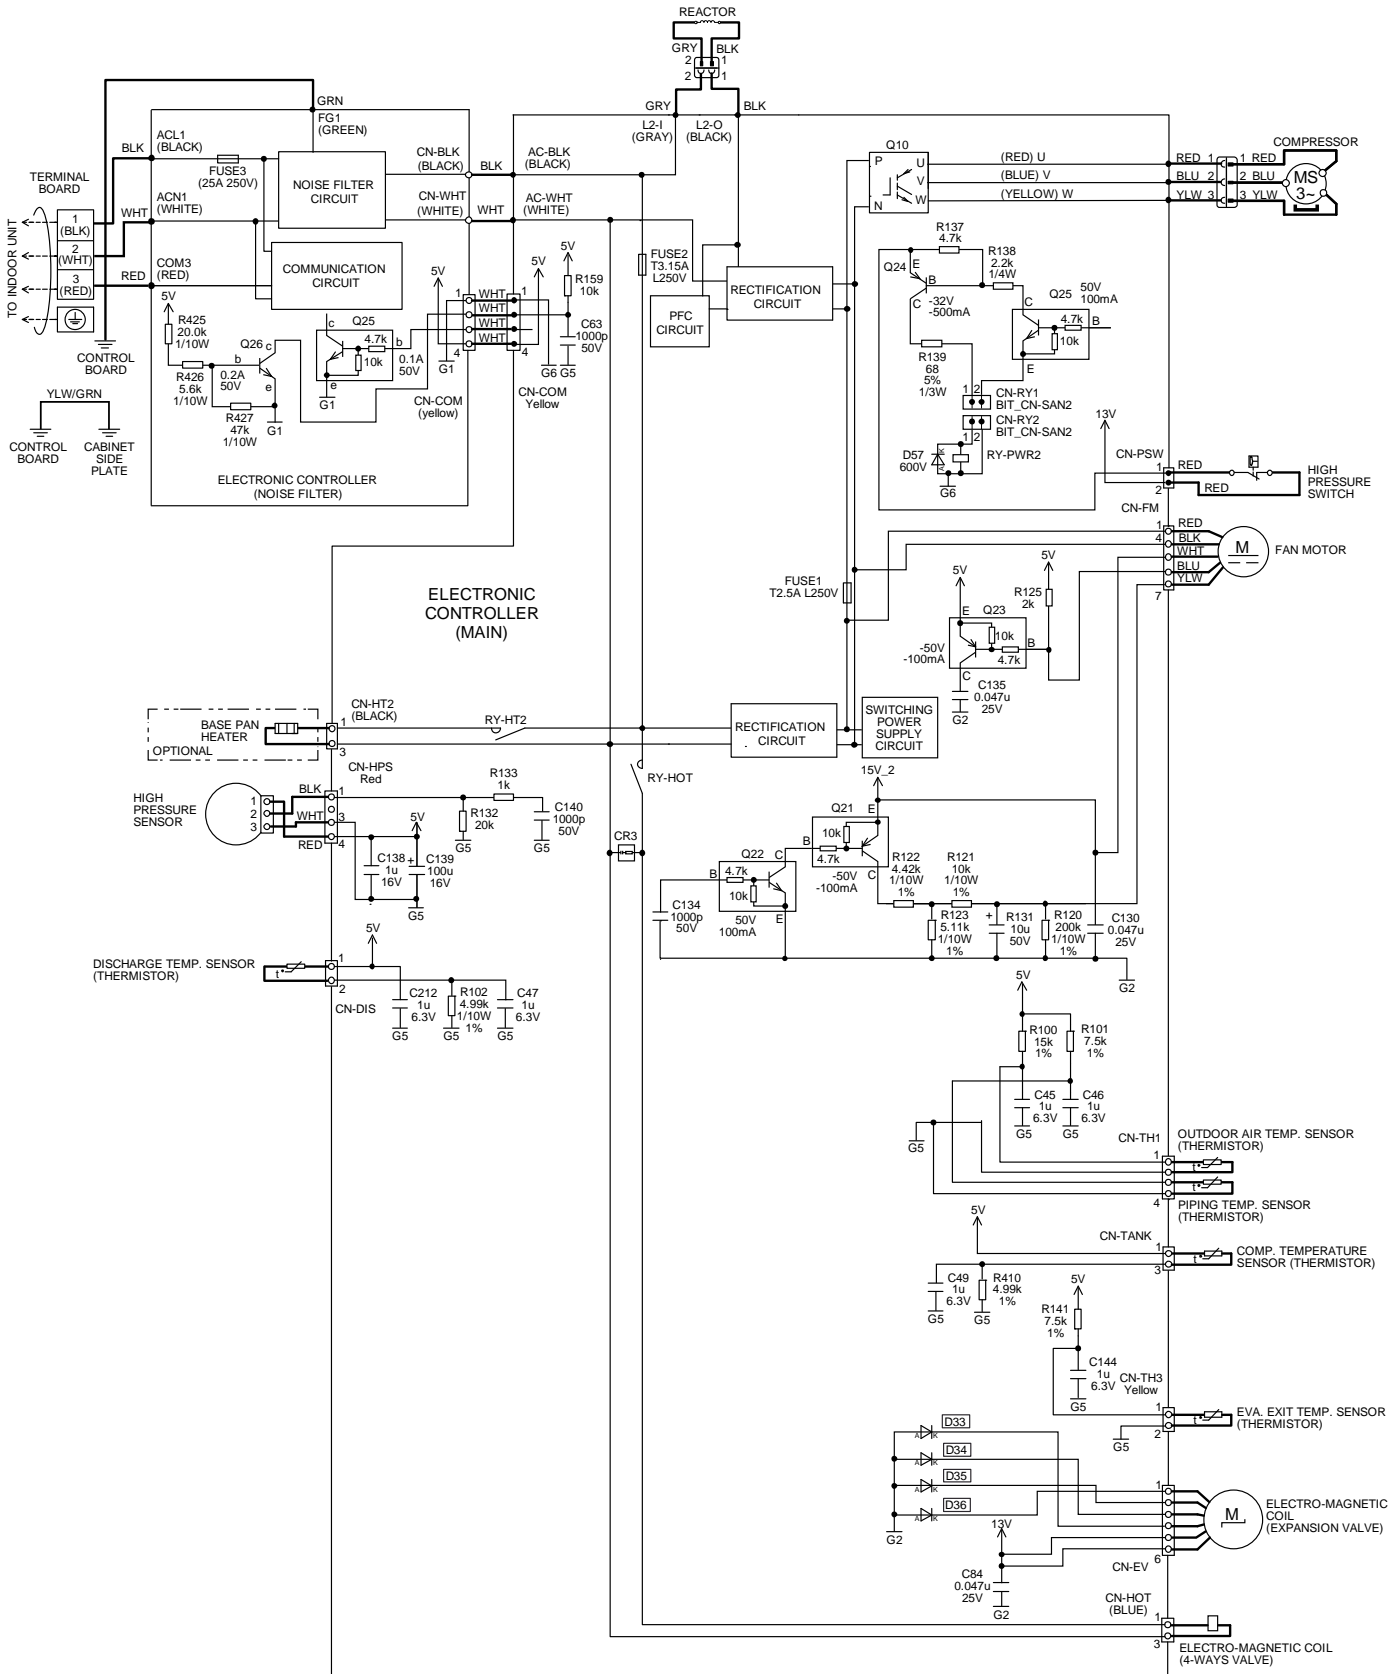 REACTOR
GRY BLK
2 1
2 1
GRY BLK
L2-I
(GRAY)
L2-O
(BLACK)
GRN
FG1
(GREEN)
ACL1
(BLACK)
BLK
FUSE3
(25A 250V)
NOISE FILTER
CIRCUIT
CN-BLK
(BLACK)
BLK
AC-BLK
(BLACK)
CN-WHT
(WHITE)
WHT
AC-WHT
(WHITE)
TERMINAL
BOARD
TO INDOOR UNIT
1
(BLK)
2
(WHT)
3
(RED)
WHT
ACN1
(WHITE)
RED
COM3
(RED)
COMMUNICATION
CIRCUIT
CONTROL
BOARD
YLW/GRN
CONTROL
BOARD
CABINET
SIDE
PLATE
5V
R425
20.0k
1/10W
R426
5.6k
1/10W
Q26
c
b
e
0.2A
50V
R427
47k
1/10W
G1
Q25
c
4.7k
b
10k
0.1A
50V
e
G1
5V
1
4
G1
WHT
WHT
WHT
WHT
1
4
CN-COM
(yellow)
CN-COM
Yellow
5V
5V
R159
10k
C63
1000p
50V
G6 G5
ELECTRONIC CONTROLLER
(NOISE FILTER)
FUSE2
T3.15A
L250V
PFC
CIRCUIT
RECTIFICATION
CIRCUIT
Q10
P
N
U
V
W
(RED) U
(BLUE) V
(YELLOW) W
RED 1 1 RED
BLU 2 2 BLU
YLW 3 3 YLW
COMPRESSOR
MS
3~
R137
4.7k
R138
2.2k
1/4W
Q24
E
B
C
-32V
-500mA
Q25
50V
100mA
C
4.7k
B
10k
E
R139
68
5%
1/3W
1 2
CN-RY1
BIT_CN-SAN2
CN-RY2
BIT_CN-SAN2
1 2
D57
600V
A K
RY-PWR2
G6
13V
CN-PSW
1
2
RED
RED
HIGH
PRESSURE
SWITCH
CN-FM
1
4
7
RED
BLK
WHT
BLU
YLW
M
FAN MOTOR
ELECTRONIC
CONTROLLER
(MAIN)
FUSE1
T2.5A L250V
5V
5V
R125
2k
Q23
E
10k
B
4.7k
C
-50V
-100mA
C135
0.047u
25V
G2
BASE PAN
HEATER
OPTIONAL
CN-HT2
(BLACK)
1
3
RY-HT2
RECTIFICATION
CIRCUIT
SWITCHING
POWER
SUPPLY
CIRCUIT
HIGH
PRESSURE
SENSOR
1
2
3
BLK
WHT
RED
CN-HPS
Red
1
3
4
R133
1k
R132
20k
G5
C140
1000p
50V
G5
5V
C138
1u
16V
+
C139
100u
16V
G5
RY-HOT
CR3
15V_2
Q21
E
10k
B
4.7k
C
-50V
-100mA
Q22
C
B
4.7k
10k
E
50V
100mA
C134
1000p
50V
R122
4.42k
1/10W
1%
R121
10k
1/10W
1%
R123
5.11k
1/10W
1%
+
R131
10u
50V
R120
200k
1/10W
1%
C130
0.047u
25V
G2
DISCHARGE TEMP. SENSOR
(THERMISTOR)
t°
1
2
CN-DIS
5V
C212
1u
6.3V
G5
R102
4.99k
1/10W
1%
G5
C47
1u
6.3V
G5
5V
R100
15k
1%
R101
7.5k
1%
C45
1u
6.3V
G5
C46
1u
6.3V
G5
G5
CN-TH1
1
4
OUTDOOR AIR TEMP. SENSOR
(THERMISTOR)
t°
t°
PIPING TEMP. SENSOR
(THERMISTOR)
5V
CN-TANK
1
3
t°
COMP. TEMPERATURE
SENSOR (THERMISTOR)
C49
1u
6.3V
G5
R410
4.99k
1%
G5
5V
R141
7.5k
1%
C144
1u
6.3V
G5
CN-TH3
Yellow
1
2
G5
t°
EVA. EXIT TEMP. SENSOR
(THERMISTOR)
D33
A K
D34
A K
D35
A K
D36
A K
G2
13V
C84
0.047u
25V
G2
1
6
CN-EV
M
ELECTRO-MAGNETIC
COIL
(EXPANSION VALVE)
CN-HOT
(BLUE)
1
3
ELECTRO-MAGNETIC COIL
(4-WAYS VALVE)